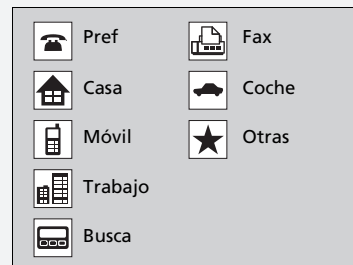 Pref
Fax
Casa
Coche
Móvil
Otras
Trabajo
Busca